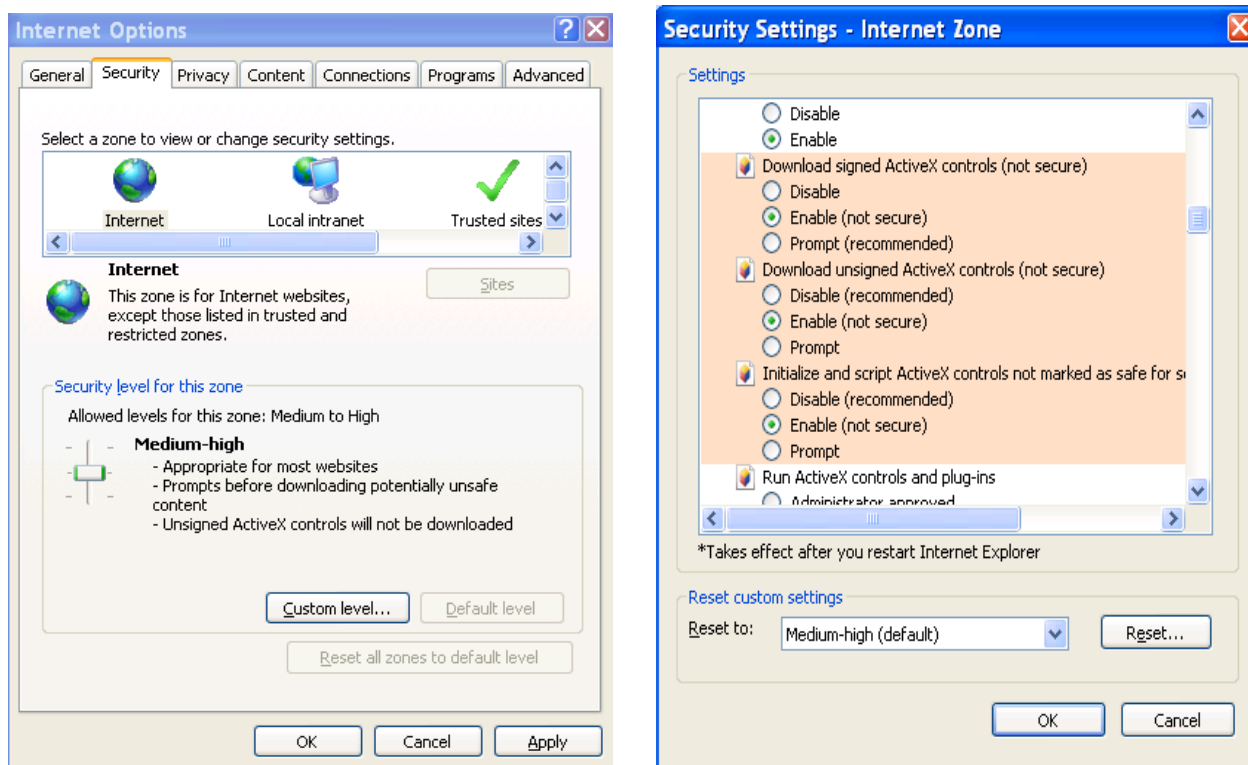 Internet Options
General Security Privacy Content Connections Programs Advanced
Select a zone to view or change security settings.
Internet Local intranet Trusted sites
Internet
This zone is for Internet websites,
except those listed in trusted and
restricted zones.
Sites
Security level for this zone
Allowed levels for this zone: Medium to High
Medium-high
- Appropriate for most websites
- Prompts before downloading potentially unsafe
content
- Unsigned ActiveX controls will not be downloaded
Custom level... Default level
Reset all zones to default level
OK Cancel Apply
Security Settings - Internet Zone
Settings
Disable
Enable
Download signed ActiveX controls (not secure)
Disable
Enable (not secure)
Prompt (recommended)
Download unsigned ActiveX controls (not secure)
Disable (recommended)
Enable (not secure)
Prompt
Initialize and script ActiveX controls not marked as safe for
Disable (recommended)
Enable (not secure)
Prompt
Run ActiveX controls and plug-ins
Administrator approved
*Takes effect after you restart Internet Explorer
Reset custom settings
Reset to: Medium-high (default) Reset...
OK Cancel